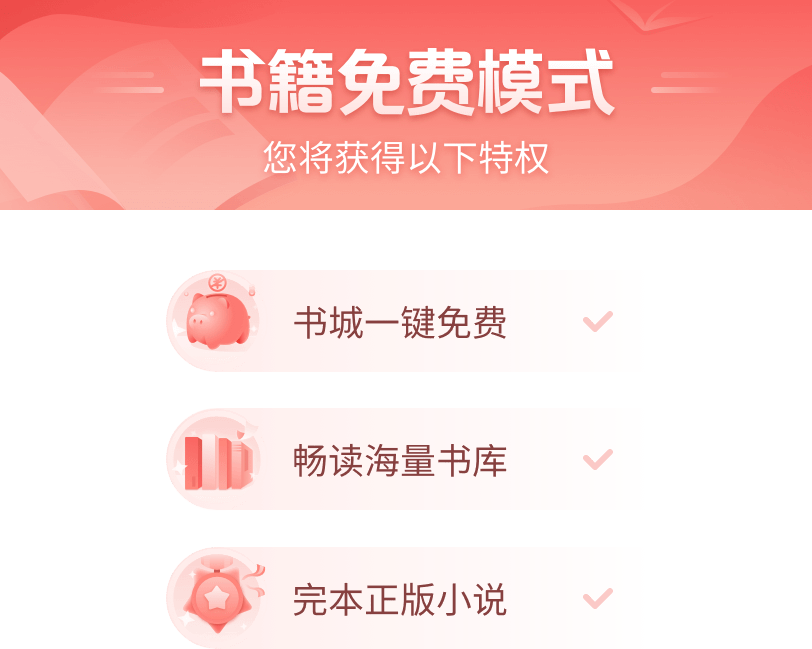 书籍免费模式
您将获得以下特权
书城一键免费
畅读海量书库
完本正版小说